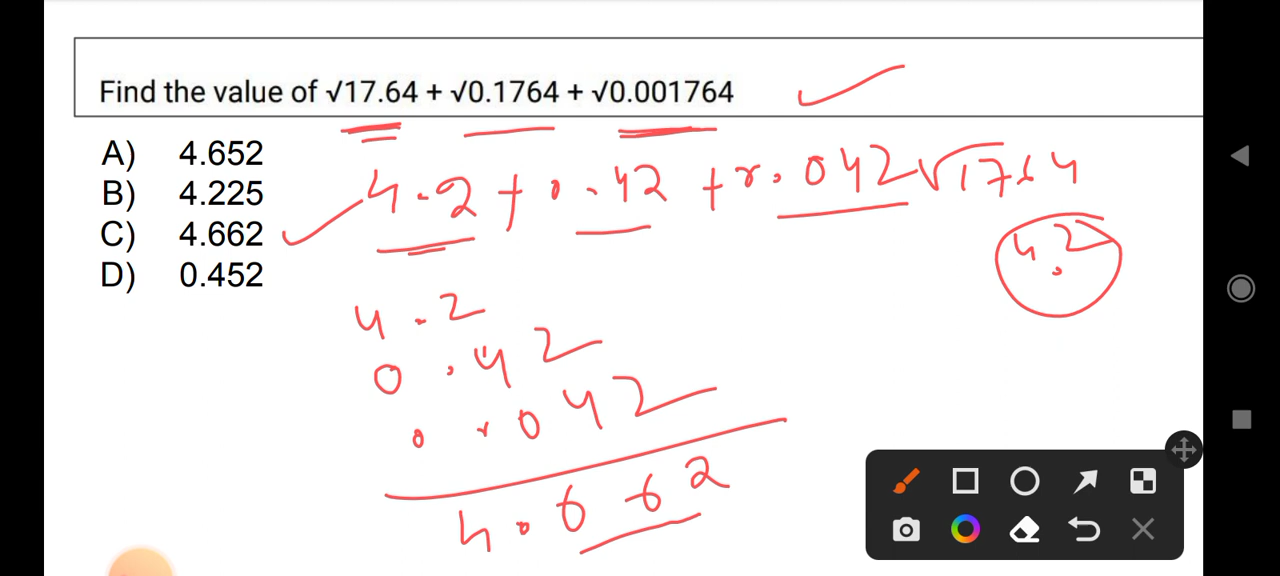 Find the value of √17.64 + √0.1764 + √0.001764
A) 4.652
B) 4.225
C) 4.662
D) 0.452
4.2 + 0.42 + 0.042 √1764
4.2
4.2
0.42
0.042
4.662